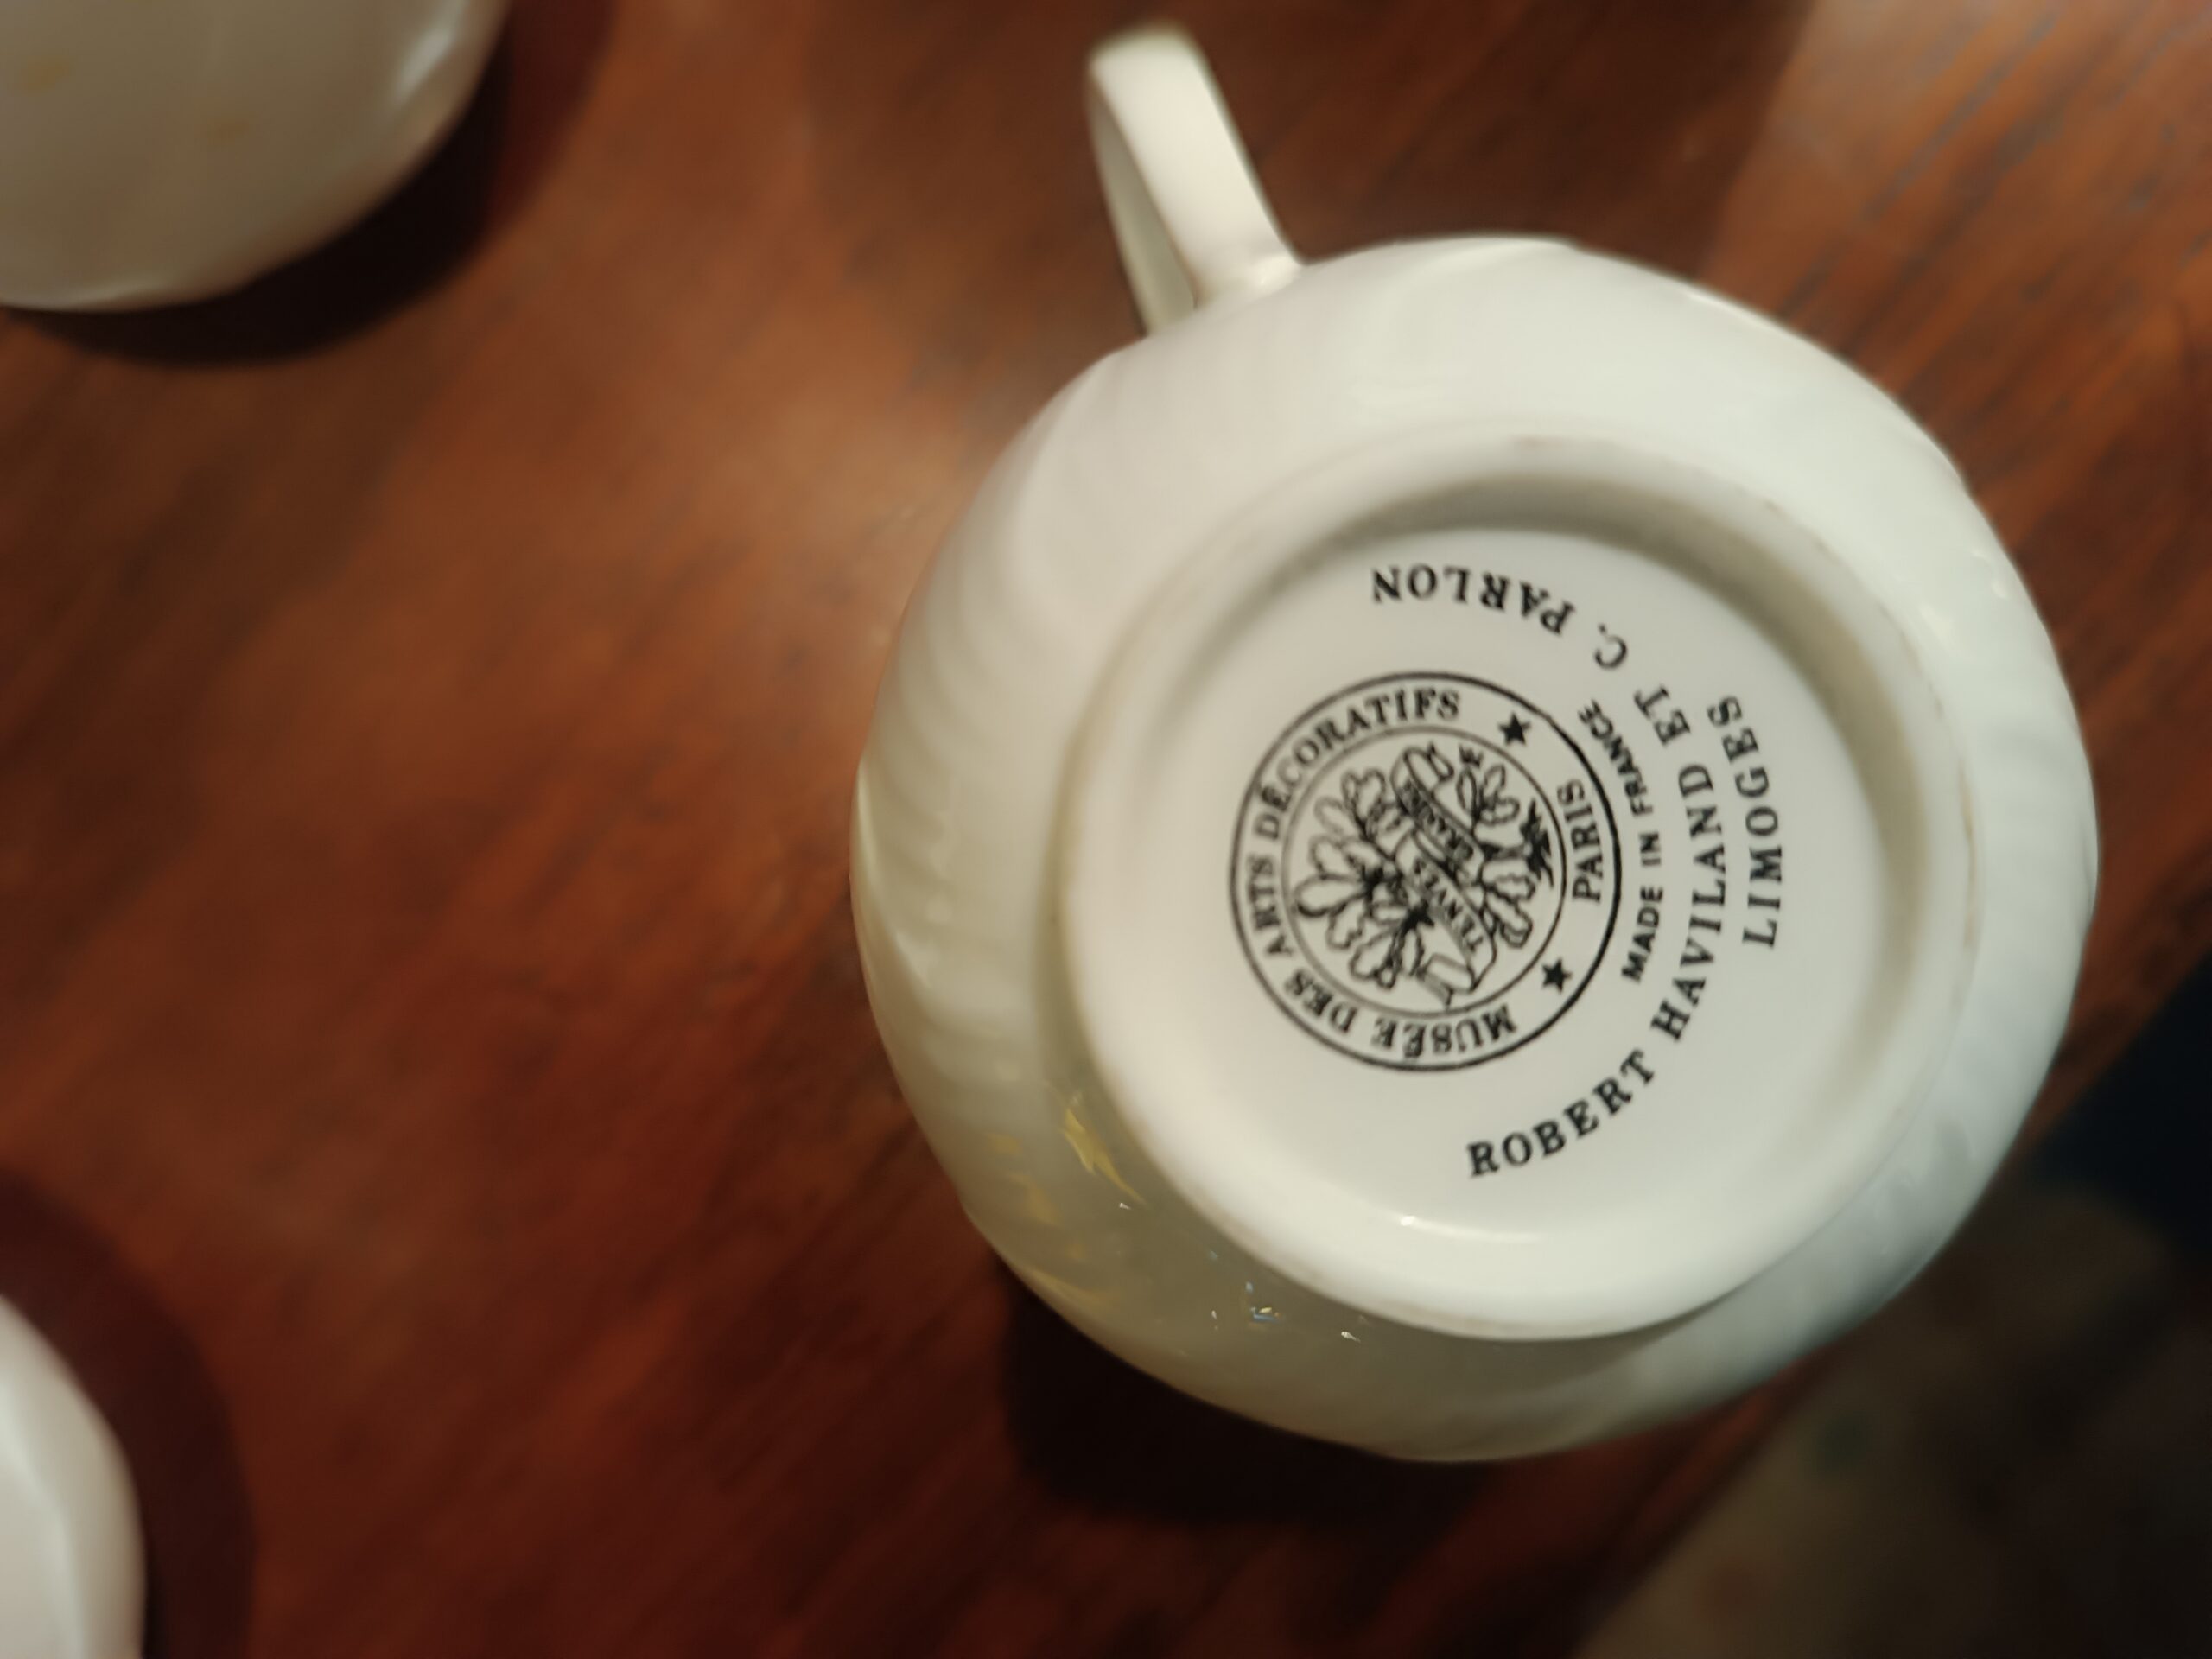 MUSÉE DES ARTS DÉCORATIFS
★ PARIS ★
MADE IN FRANCE
ROBERT HAVILAND ET C. PARLON
LIMOGES